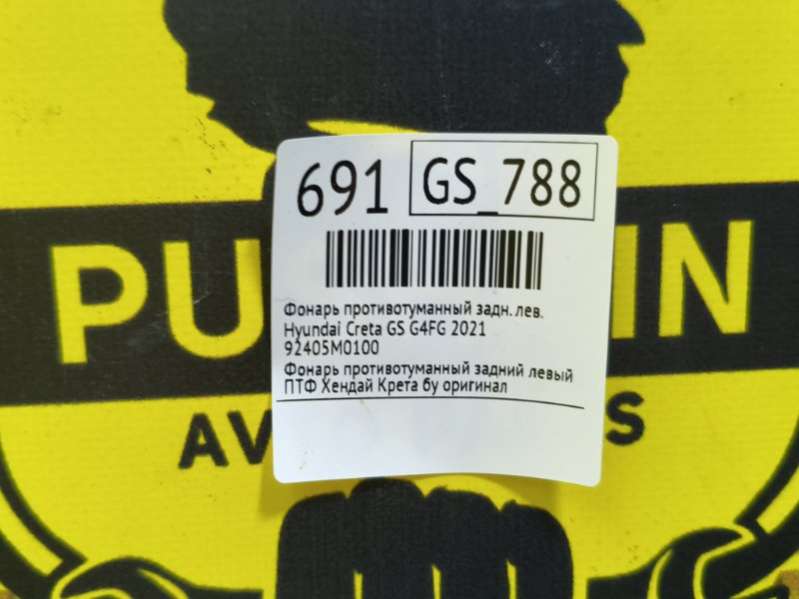 691 GS_788
Фонарь противотуманный задн. лев.
Hyundai Creta GS G4FG 2021
92405M0100
Фонарь противотуманный задний левый
ПТФ Хендай Крета бу оригинал